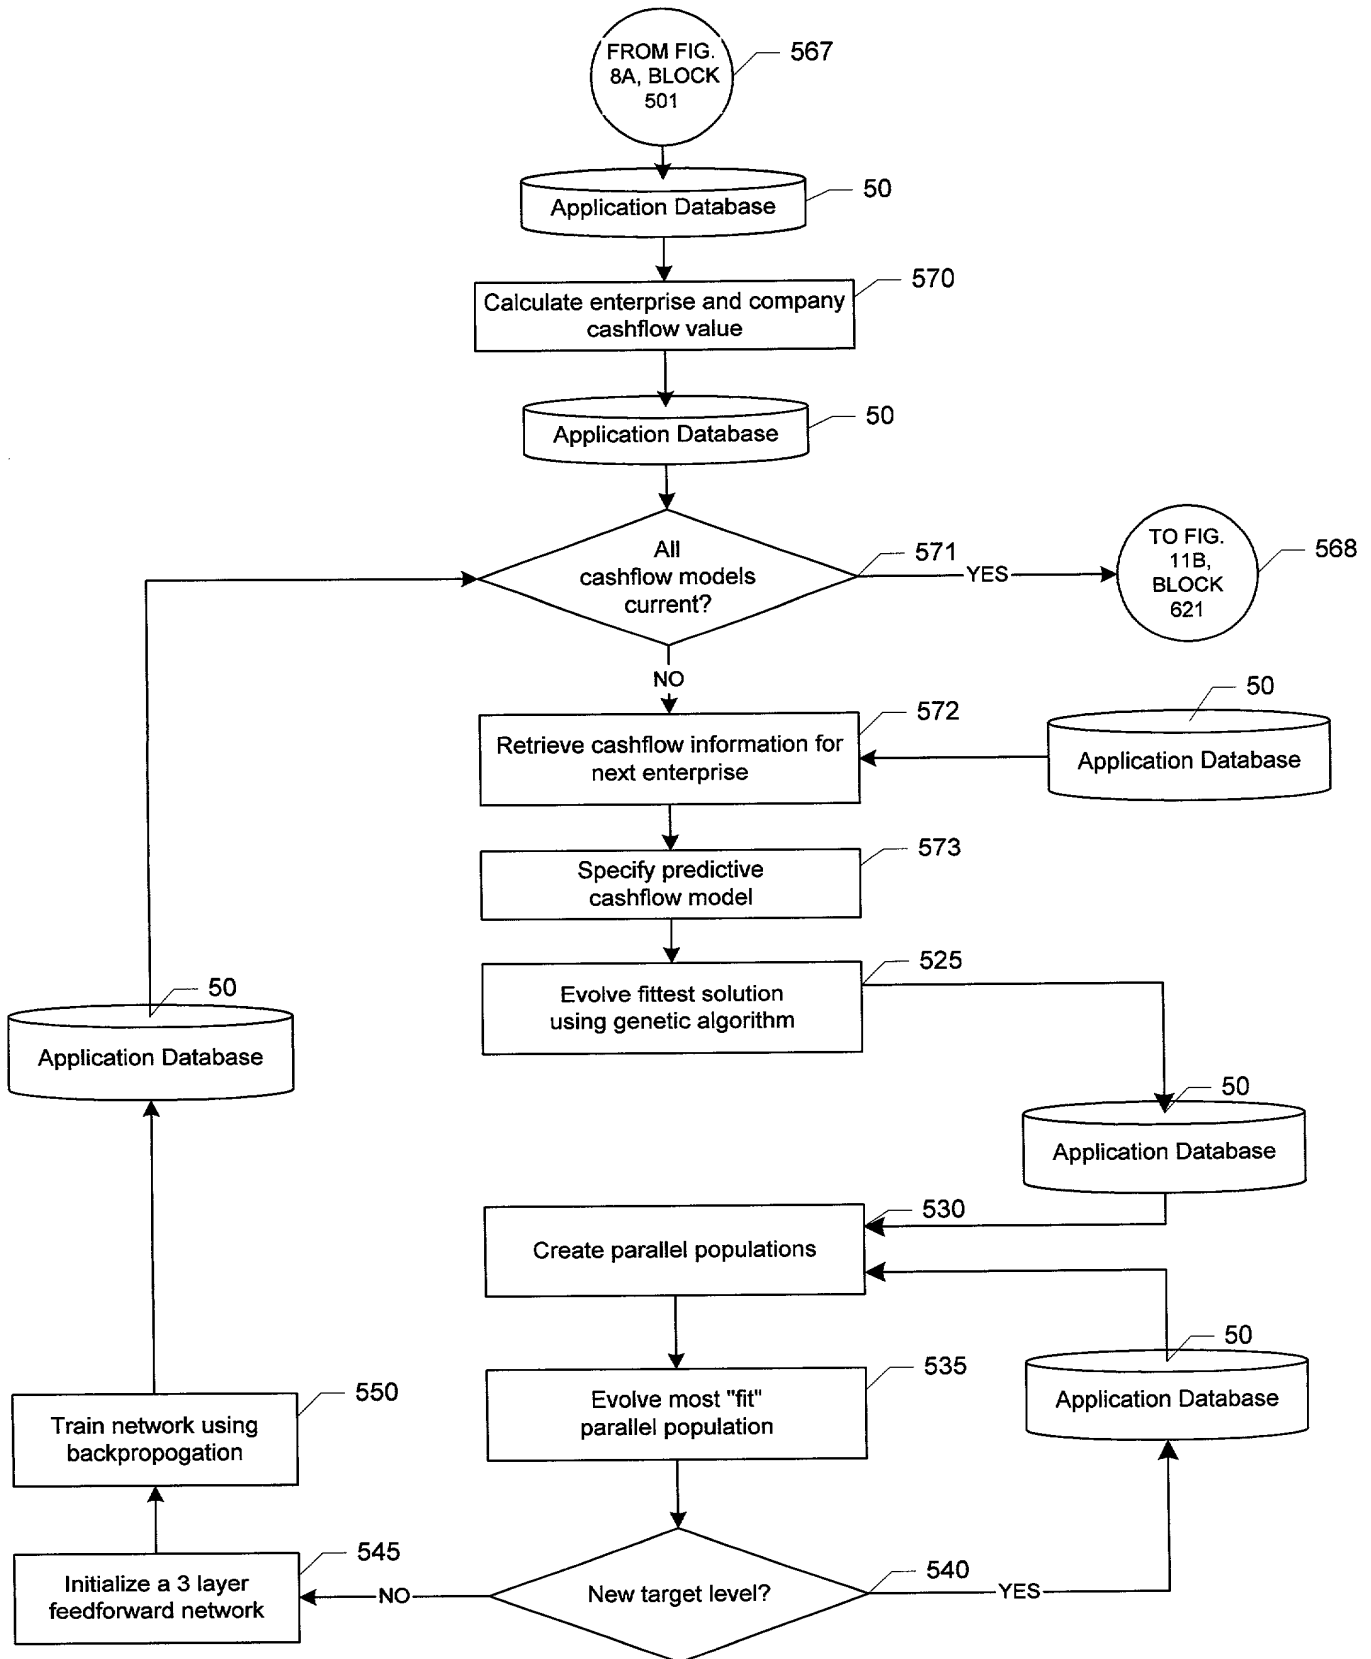 FROM FIG.
8A, BLOCK
501
567
50
Application Database
570
Calculate enterprise and company
cashflow value
50
Application Database
All
cashflow models
current?
571
YES
TO FIG.
11B,
BLOCK
621
568
NO
572
Retrieve cashflow information for
next enterprise
50
Application Database
573
Specify predictive
cashflow model
525
Evolve fittest solution
using genetic algorithm
50
Application Database
50
Application Database
530
Create parallel populations
50
Application Database
535
Evolve most "fit"
parallel population
550
Train network using
backpropogation
545
Initialize a 3 layer
feedforward network
NO
New target level?
540
YES